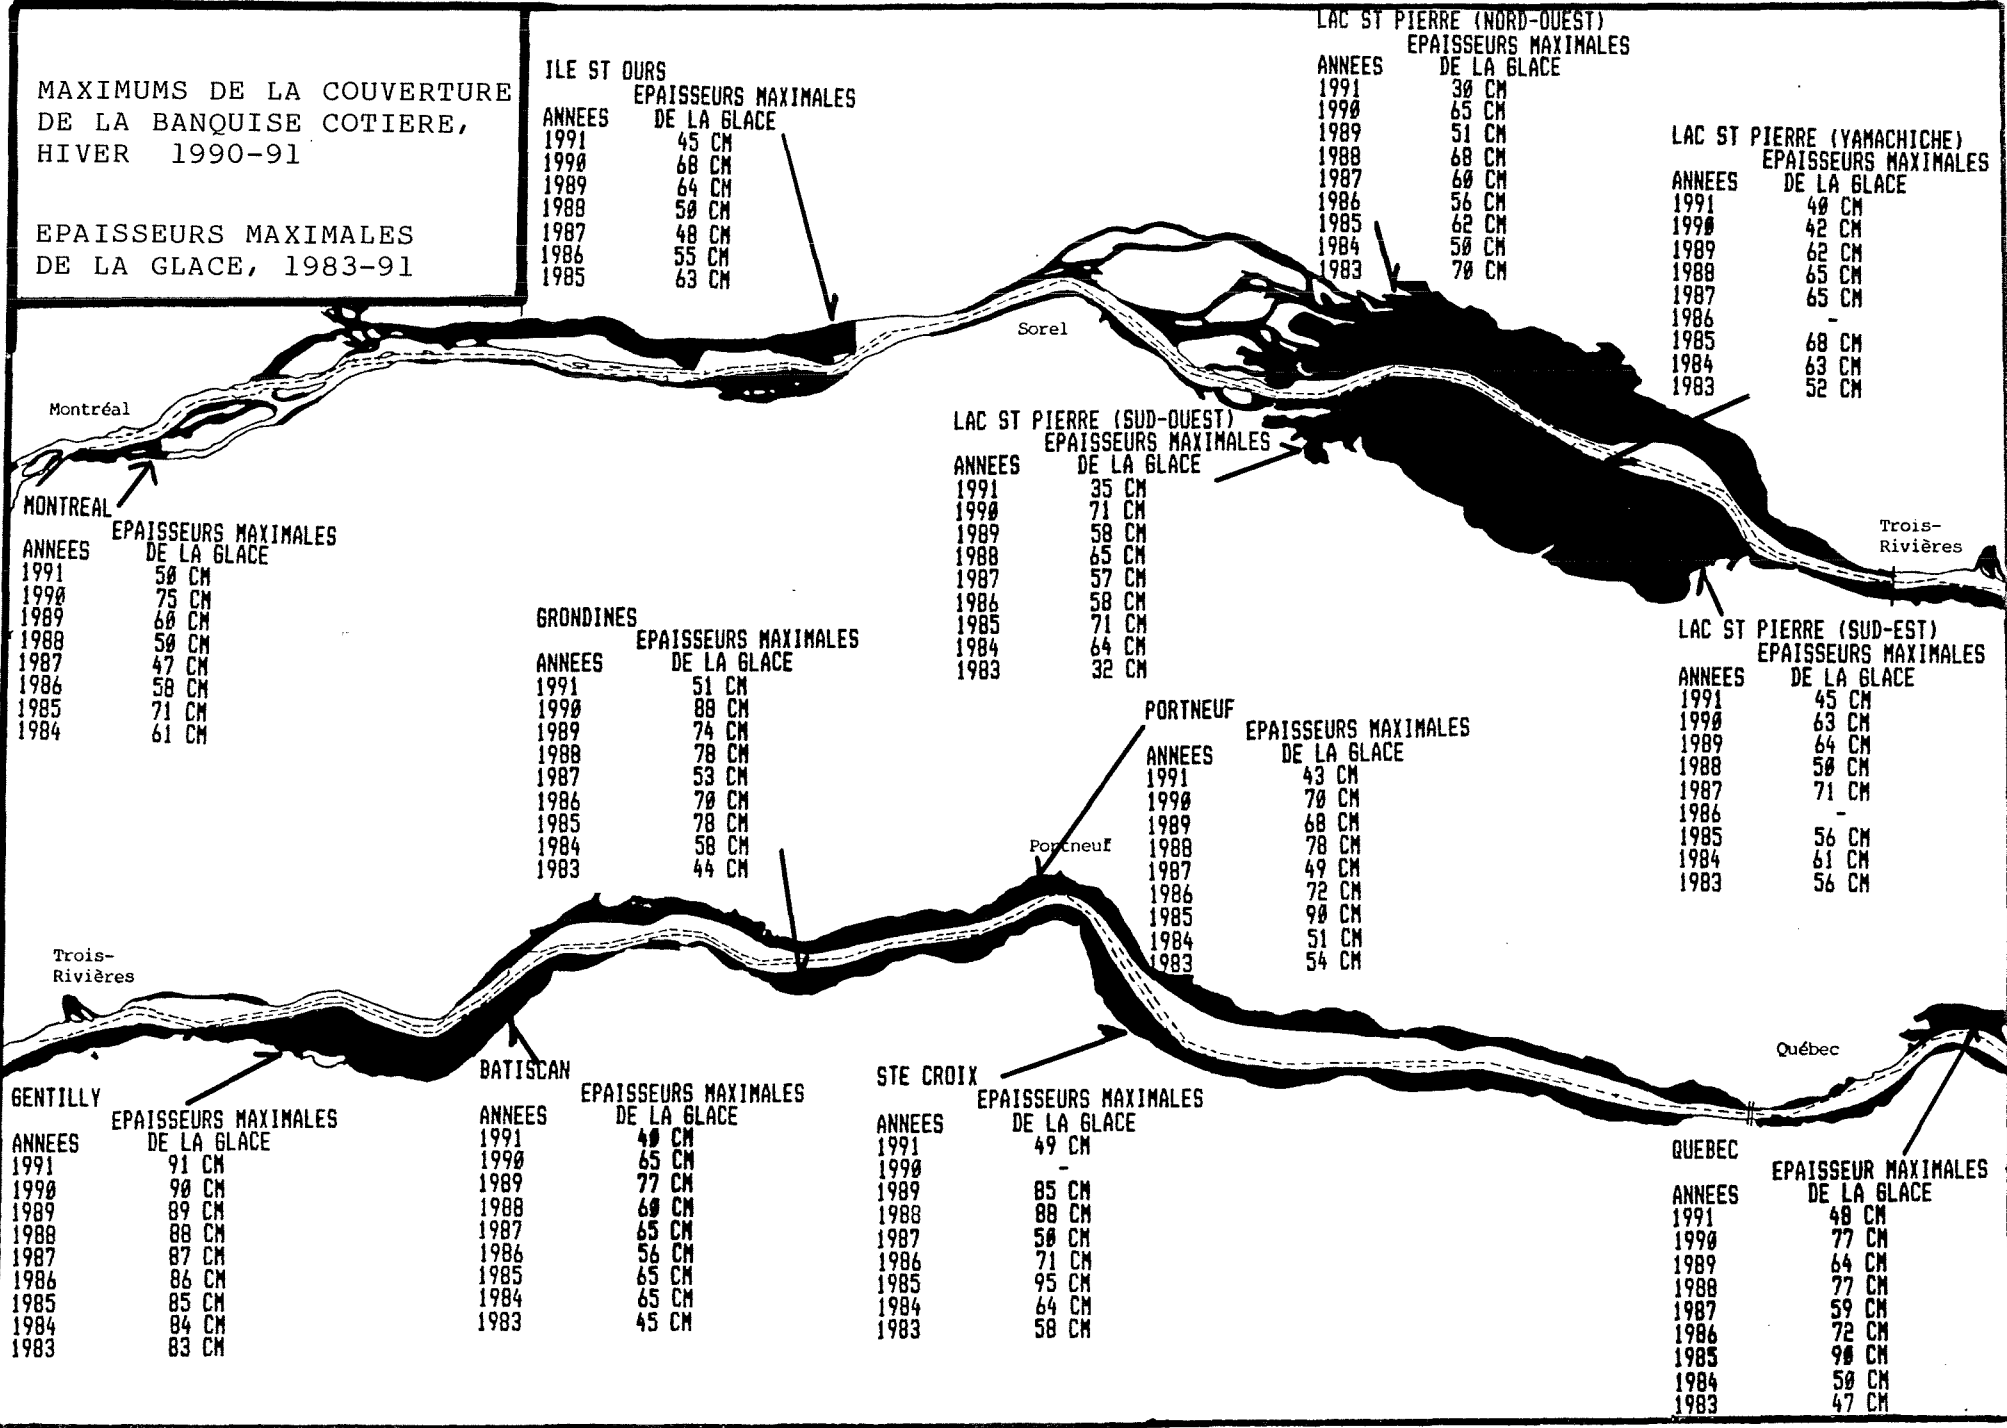 MAXIMUMS DE LA COUVERTURE
DE LA BANQUISE COTIERE,
HIVER 1990-91
EPAISSEURS MAXIMALES
DE LA GLACE, 1983-91
ILE ST OURS
EPAISSEURS MAXIMALES
ANNEES DE LA GLACE
1991 45 CM
1990 68 CM
1989 64 CM
1988 50 CM
1987 48 CM
1986 55 CM
1985 63 CM
LAC ST PIERRE (NORD-OUEST)
EPAISSEURS MAXIMALES
ANNEES DE LA GLACE
1991 30 CM
1990 65 CM
1989 51 CM
1988 68 CM
1987 60 CM
1986 56 CM
1985 62 CM
1984 50 CM
1983 70 CM
LAC ST PIERRE (YAMACHICHE)
EPAISSEURS MAXIMALES
ANNEES DE LA GLACE
1991 40 CM
1990 42 CM
1989 62 CM
1988 65 CM
1987 65 CM
1986 -
1985 68 CM
1984 63 CM
1983 52 CM
Sorel
Montréal
LAC ST PIERRE (SUD-OUEST)
EPAISSEURS MAXIMALES
ANNEES DE LA GLACE
1991 35 CM
1990 71 CM
1989 58 CM
1988 65 CM
1987 57 CM
1986 58 CM
1985 71 CM
1984 64 CM
1983 32 CM
MONTREAL
EPAISSEURS MAXIMALES
ANNEES DE LA GLACE
1991 50 CM
1990 75 CM
1989 60 CM
1988 50 CM
1987 47 CM
1986 58 CM
1985 71 CM
1984 61 CM
Trois-
Rivières
GRONDINES
EPAISSEURS MAXIMALES
ANNEES DE LA GLACE
1991 51 CM
1990 88 CM
1989 74 CM
1988 78 CM
1987 53 CM
1986 70 CM
1985 78 CM
1984 58 CM
1983 44 CM
LAC ST PIERRE (SUD-EST)
EPAISSEURS MAXIMALES
ANNEES DE LA GLACE
1991 45 CM
1990 63 CM
1989 64 CM
1988 50 CM
1987 71 CM
1986 -
1985 56 CM
1984 61 CM
1983 56 CM
PORTNEUF
EPAISSEURS MAXIMALES
ANNEES DE LA GLACE
1991 43 CM
1990 70 CM
1989 68 CM
1988 78 CM
1987 49 CM
1986 72 CM
1985 90 CM
1984 51 CM
1983 54 CM
Portneuf
Trois-
Rivières
Québec
GENTILLY
EPAISSEURS MAXIMALES
ANNEES DE LA GLACE
1991 91 CM
1990 90 CM
1989 89 CM
1988 88 CM
1987 87 CM
1986 86 CM
1985 85 CM
1984 84 CM
1983 83 CM
BATISCAN
EPAISSEURS MAXIMALES
ANNEES DE LA GLACE
1991 40 CM
1990 65 CM
1989 77 CM
1988 60 CM
1987 65 CM
1986 56 CM
1985 65 CM
1984 65 CM
1983 45 CM
STE CROIX
EPAISSEURS MAXIMALES
ANNEES DE LA GLACE
1991 49 CM
1990 -
1989 85 CM
1988 88 CM
1987 50 CM
1986 71 CM
1985 95 CM
1984 64 CM
1983 58 CM
QUEBEC
EPAISSEUR MAXIMALES
ANNEES DE LA GLACE
1991 48 CM
1990 77 CM
1989 64 CM
1988 77 CM
1987 59 CM
1986 72 CM
1985 90 CM
1984 50 CM
1983 47 CM